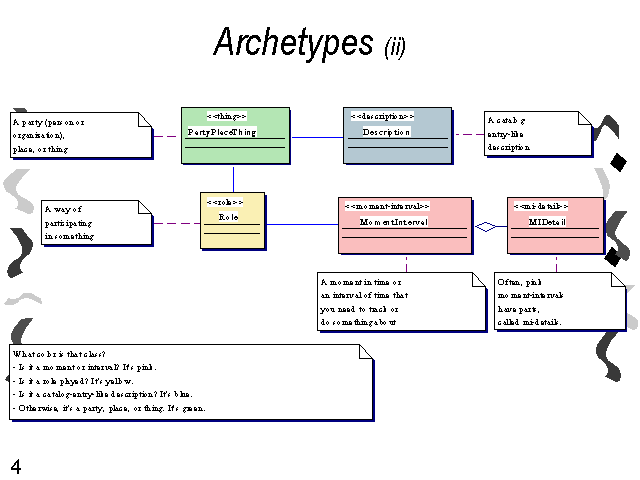 Archetypes (ii)
A party (person or
organisation),
place, or thing
<<thing>>
PartyPlaceThing
<<description>>
Description
A catalog
entry-like
description
A way of
participating
in something
<<role>>
Role
<<moment-interval>>
MomentInterval
<<mi-detail>>
MIDetail
A moment in time or
an interval of time that
you need to track or
do something about
Often, pink
moment-intervals
have parts,
called mi-details.
What color is that class?
- Is it a moment or interval? It's pink.
- Is it a role played? It's yellow.
- Is it a catalog-entry-like description? It's blue.
- Otherwise, it's a party, place, or thing. It's green.
4